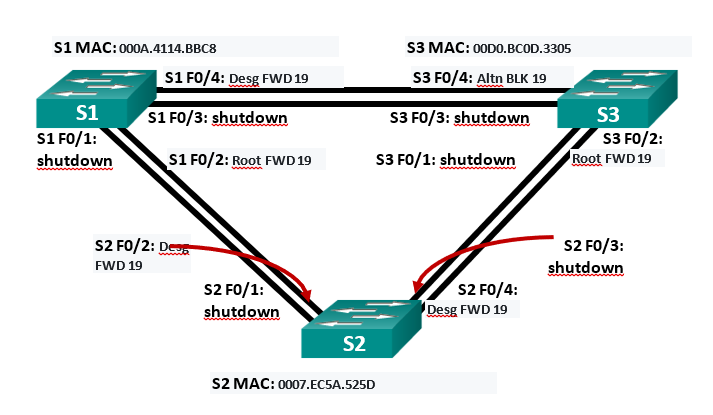 S1 MAC: 000A.4114.BBC8
S3 MAC: 00D0.BC0D.3305
S1 F0/4: Desg FWD 19
S3 F0/4: Altn BLK 19
S1
S3
S1 F0/3: shutdown
S3 F0/3: shutdown
S1 F0/1:
shutdown
S3 F0/2:
Root FWD 19
S1 F0/2: Root FWD 19
S3 F0/1: shutdown
S2 F0/2: Desg
FWD 19
S2 F0/3:
shutdown
S2 F0/1:
shutdown
S2 F0/4:
Desg FWD 19
S2
S2 MAC: 0007.EC5A.525D